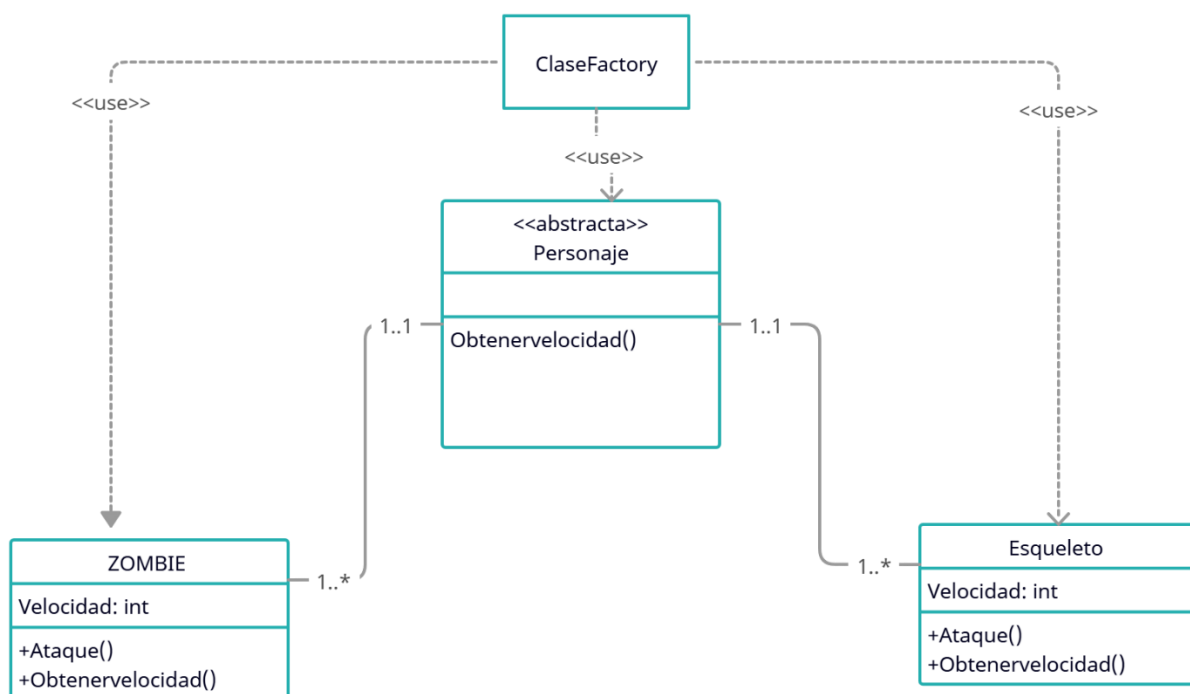 ClaseFactory
<<use>>
<<use>>
<<use>>
<<abstracta>>
Personaje
1..1
1..1
Obtenervelocidad()
ZOMBIE
1..*
1..*
Esqueleto
Velocidad: int
Velocidad: int
+Ataque()
+Obtenervelocidad()
+Ataque()
+Obtenervelocidad()